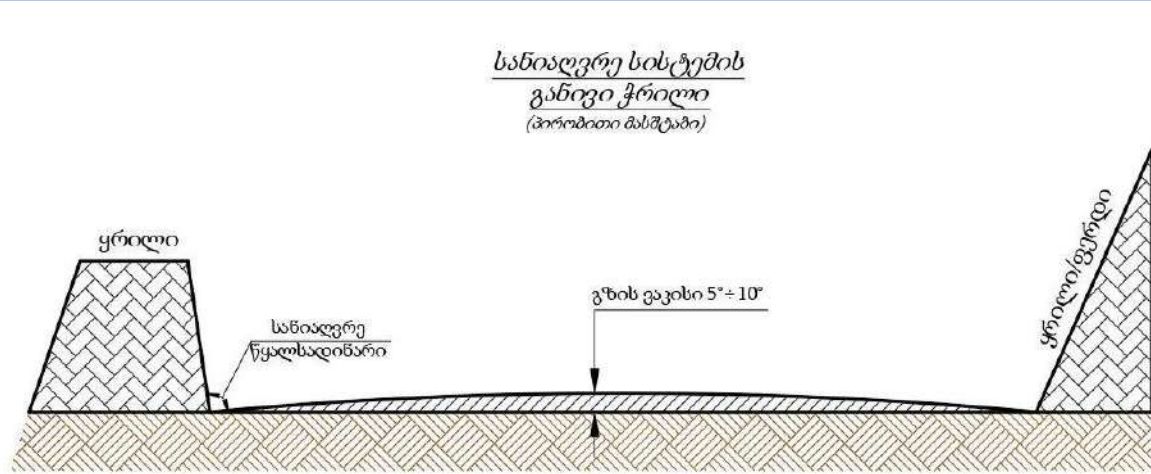 სანიაღვრე სისტემის
განივი ჭრილი
(პირობითი მასშტაბი)
ყრილი
ყრილი/ფერდი
გზის ვაკისი 5°÷10°
სანიაღვრე
წყალსადინარი